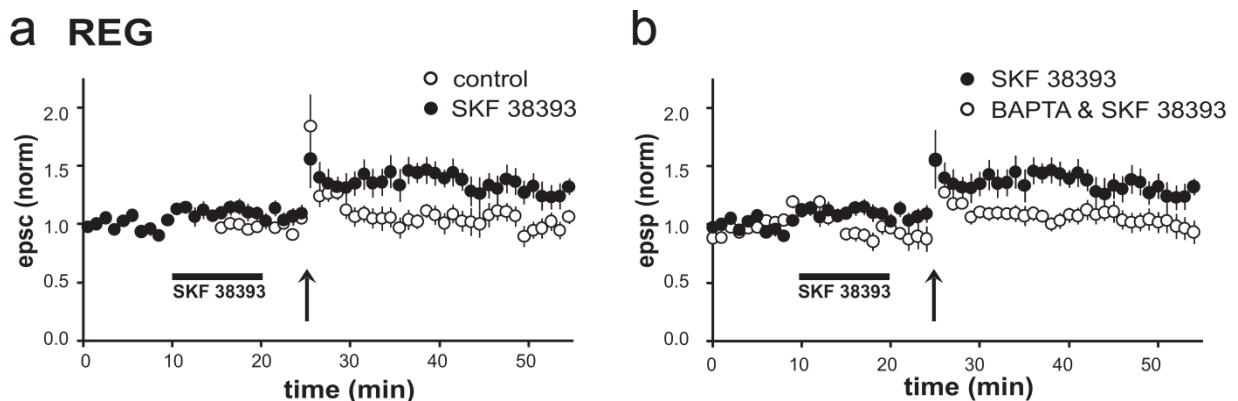 a REG
control
SKF 38393
epsc (norm)
2.0
1.5
1.0
0.5
0.0
SKF 38393
0 10 20 30 40 50
time (min)
b
SKF 38393
BAPTA & SKF 38393
epsp (norm)
2.0
1.5
1.0
0.5
0.0
SKF 38393
0 10 20 30 40 50
time (min)